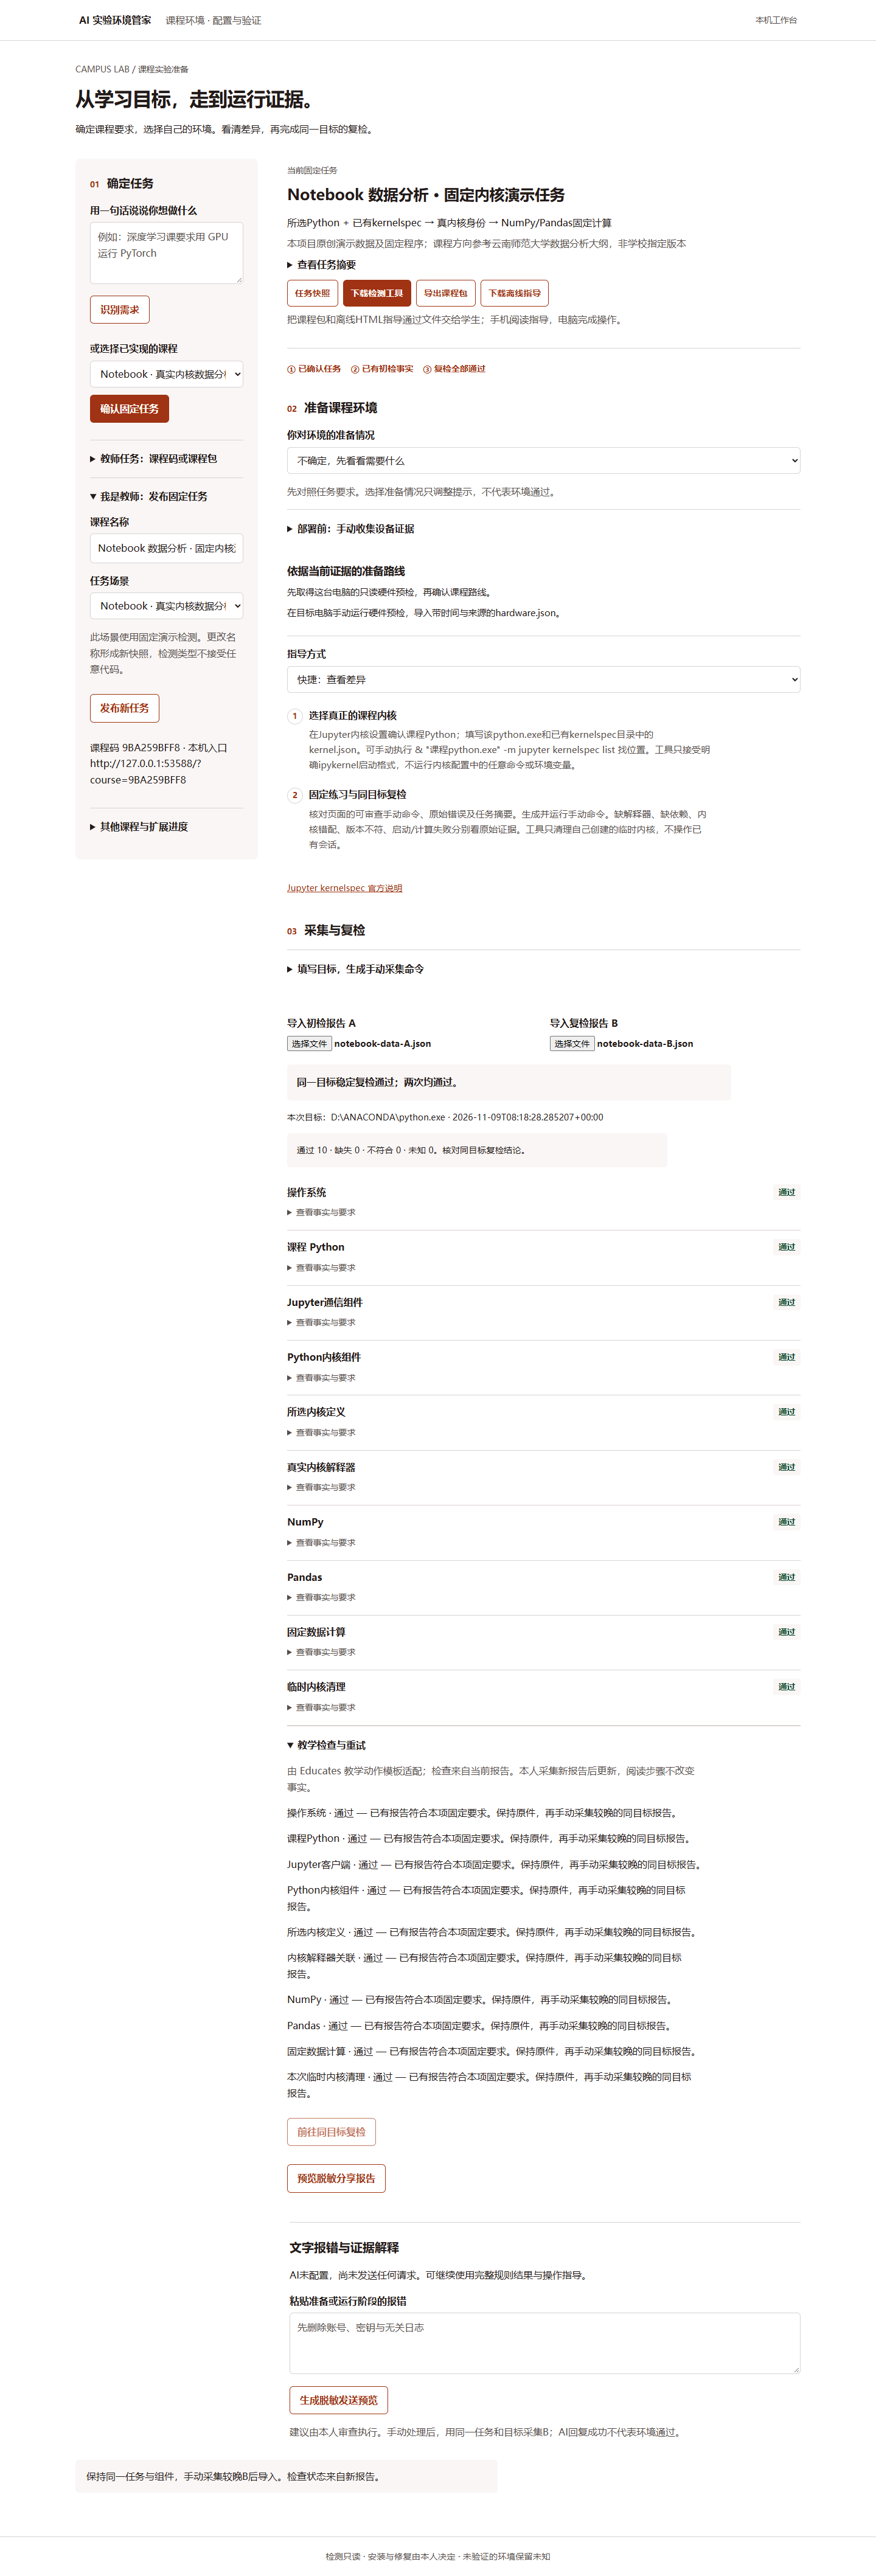 AI 实验环境管家 课程环境 · 配置与验证 本机工作台
CAMPUS LAB / 课程实验准备
从学习目标，走到运行证据。
确定课程要求，选择自己的环境。看清差异，再完成同一目标的复检。
01 确定任务
用一句话说说你想做什么
例如：深度学习课要求用 GPU
运行 PyTorch
识别需求
或选择已实现的课程
Notebook · 真实内核数据分析
确认固定任务
▶ 教师任务：课程码或课程包
▼ 我是教师：发布固定任务
课程名称
Notebook 数据分析 · 固定内核
任务场景
Notebook · 真实内核数据分析
此场景使用固定演示检测。更改名
称形成新快照，检测类型不接受任
意代码。
发布新任务
课程码 9BA259BFF8 · 本机入口
http://127.0.0.1:53588/?
course=9BA259BFF8
▶ 其他课程与扩展进度
当前固定任务
Notebook 数据分析 · 固定内核演示任务
所选Python + 已有kernelspec → 真内核身份 → NumPy/Pandas固定计算
本项目原创演示数据及固定程序；课程方向参考云南师范大学数据分析大纲，非学校指定版本
▶ 查看任务摘要
任务快照 下载检测工具 导出课程包 下载离线指导
把课程包和离线HTML指导通过文件交给学生；手机阅读指导，电脑完成操作。
① 已确认任务 ② 已有初检事实 ③ 复检全部通过
02 准备课程环境
你对环境的准备情况
不确定，先看看需要什么
先对照任务要求。选择准备情况只调整提示，不代表环境通过。
▶ 部署前：手动收集设备证据
依据当前证据的准备路线
先取得这台电脑的只读硬件预检，再确认课程路线。
在目标电脑手动运行硬件预检，导入带时间与来源的hardware.json。
指导方式
快捷：查看差异
1 选择真正的课程内核
在Jupyter内核设置确认课程Python；填写该python.exe和已有kernelspec目录中的
kernel.json。可手动执行 & "课程python.exe" -m jupyter kernelspec list 找位置。工具只接受明
确ipykernel启动格式，不运行内核配置中的任意命令或环境变量。
2 固定练习与同目标复检
核对页面的可审查手动命令、原始错误及任务摘要。生成并运行手动命令。缺解释器、缺依赖、内
核错配、版本不符、启动/计算失败分别看原始证据。工具只清理自己创建的临时内核，不操作已
有会话。
Jupyter kernelspec 官方说明
03 采集与复检
▶ 填写目标，生成手动采集命令
导入初检报告 A 导入复检报告 B
选择文件 notebook-data-A.json 选择文件 notebook-data-B.json
同一目标稳定复检通过；两次均通过。
本次目标：D:\ANACONDA\python.exe · 2026-11-09T08:18:28.285207+00:00
通过 10 · 缺失 0 · 不符合 0 · 未知 0。核对同目标复检结论。
操作系统 通过
▶ 查看事实与要求
课程 Python 通过
▶ 查看事实与要求
Jupyter通信组件 通过
▶ 查看事实与要求
Python内核组件 通过
▶ 查看事实与要求
所选内核定义 通过
▶ 查看事实与要求
真实内核解释器 通过
▶ 查看事实与要求
NumPy 通过
▶ 查看事实与要求
Pandas 通过
▶ 查看事实与要求
固定数据计算 通过
▶ 查看事实与要求
临时内核清理 通过
▶ 查看事实与要求
▼ 教学检查与重试
由 Educates 教学动作模板适配；检查来自当前报告。本人采集新报告后更新，阅读步骤不改变
事实。
操作系统 · 通过 — 已有报告符合本项固定要求。保持原件，再手动采集较晚的同目标报告。
课程Python · 通过 — 已有报告符合本项固定要求。保持原件，再手动采集较晚的同目标报告。
Jupyter客户端 · 通过 — 已有报告符合本项固定要求。保持原件，再手动采集较晚的同目标报告。
Python内核组件 · 通过 — 已有报告符合本项固定要求。保持原件，再手动采集较晚的同目标
报告。
所选内核定义 · 通过 — 已有报告符合本项固定要求。保持原件，再手动采集较晚的同目标报告。
内核解释器关联 · 通过 — 已有报告符合本项固定要求。保持原件，再手动采集较晚的同目标
报告。
NumPy · 通过 — 已有报告符合本项固定要求。保持原件，再手动采集较晚的同目标报告。
Pandas · 通过 — 已有报告符合本项固定要求。保持原件，再手动采集较晚的同目标报告。
固定数据计算 · 通过 — 已有报告符合本项固定要求。保持原件，再手动采集较晚的同目标报告。
本次临时内核清理 · 通过 — 已有报告符合本项固定要求。保持原件，再手动采集较晚的同目标
报告。
前往同目标复检
预览脱敏分享报告
文字报错与证据解释
AI未配置，尚未发送任何请求。可继续使用完整规则结果与操作指导。
粘贴准备或运行阶段的报错
先删除账号、密钥与无关日志
生成脱敏发送预览
建议由本人审查执行。手动处理后，用同一任务和目标采集B；AI回复成功不代表环境通过。
保持同一任务与组件，手动采集较晚B后导入。检查状态来自新报告。
检测只读 · 安装与修复由本人决定 · 未验证的环境保留未知